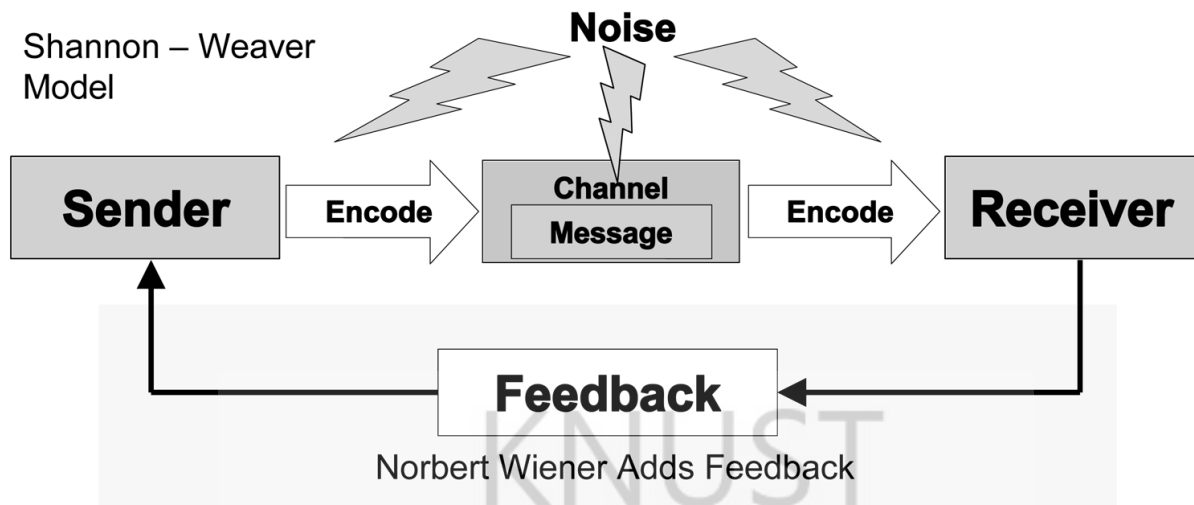 Shannon – Weaver
Model
Noise
Sender
Encode
Channel
Message
Encode
Receiver
Feedback
KNUST
Norbert Wiener Adds Feedback